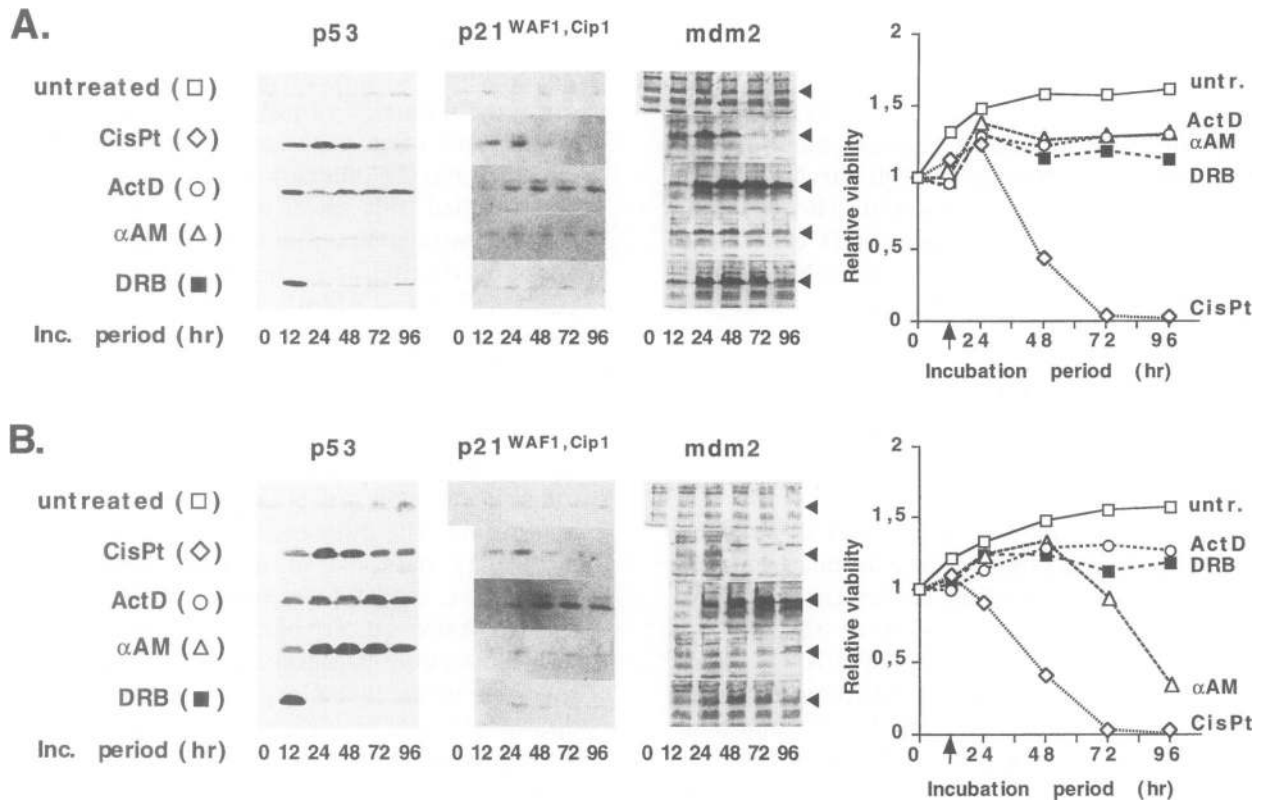 A.
p53 p21 WAF1,Cip1 mdm2
untreated (□)
CisPt (◇)
ActD (○)
αAM (△)
DRB (■)
Inc. period (hr) 0 12 24 48 72 96 0 12 24 48 72 96 0 12 24 48 72 96
Relative viability
2
1,5
1
0,5
0
untr.
ActD
αAM
DRB
CisPt
0 24 48 72 96
Incubation period (hr)
B.
p53 p21 WAF1,Cip1 mdm2
untreated (□)
CisPt (◇)
ActD (○)
αAM (△)
DRB (■)
Inc. period (hr) 0 12 24 48 72 96 0 12 24 48 72 96 0 12 24 48 72 96
Relative viability
2
1,5
1
0,5
0
untr.
ActD
DRB
αAM
CisPt
0 24 48 72 96
Incubation period (hr)